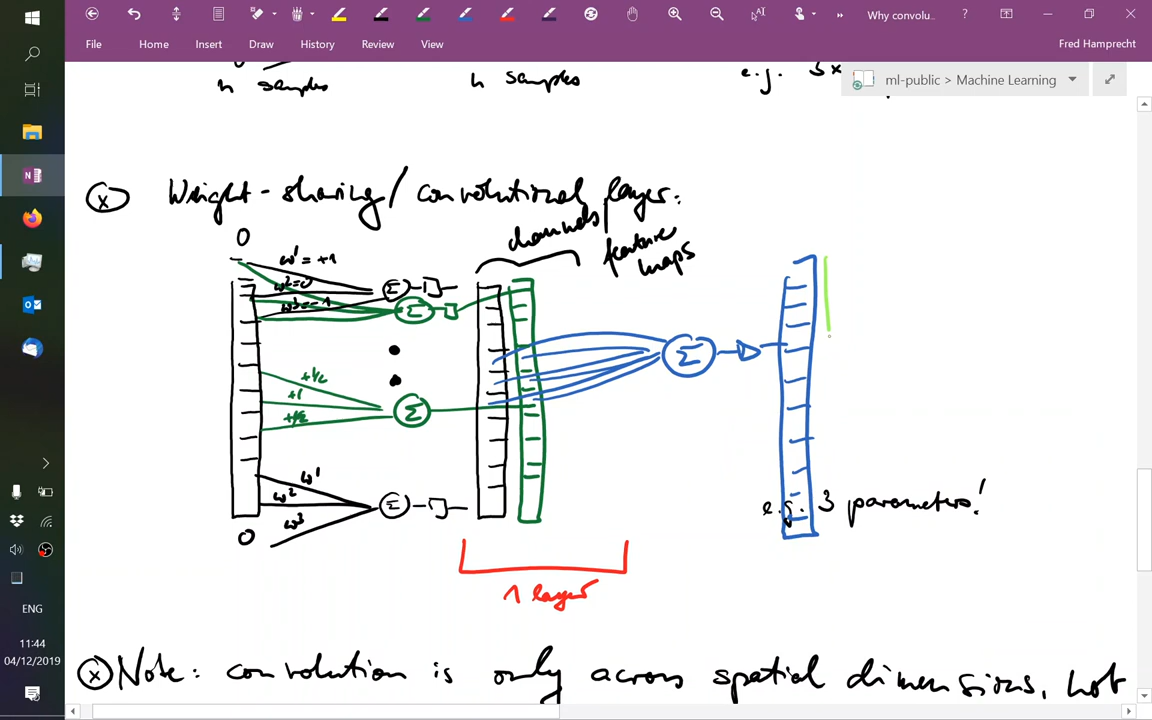 Why convolu...
?
File
Home
Insert
Draw
History
Review
View
Fred Hamprecht
ml-public > Machine Learning
n samples
n samples
e.g. 3x
(x) Weight-sharing/convolutional layer:
channels
feature maps
0
w¹ = +1
w²=0
w³=-1
Σ
Σ
Σ
+1/2
+1
+1/2
Σ
w¹
w²
w³
Σ
0
e.g. 3 parameters!
1 layer
(x) Note: convolution is only across spatial dimensions, not
ENG
11:44
04/12/2019